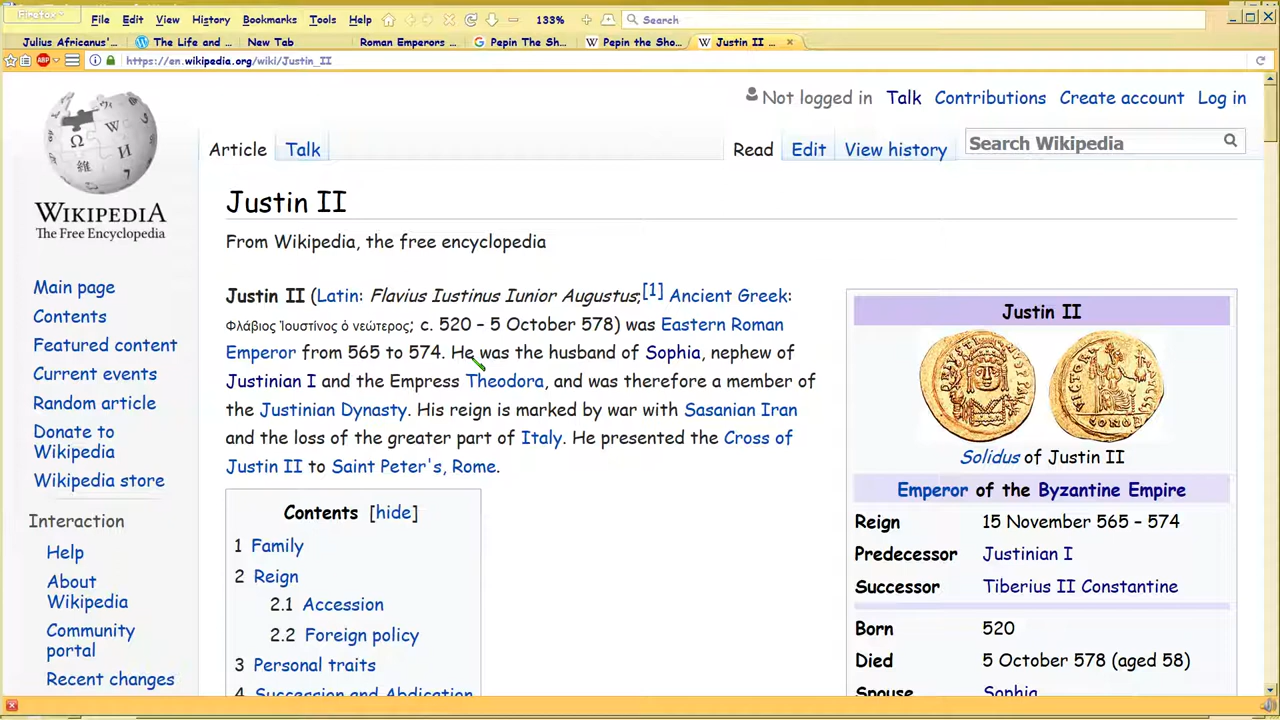 iFirefox
File Edit View History Bookmarks Tools Help 133% Search
Julius Africanus'... The Life and ... New Tab Roman Emperors ... Pepin The Sh... Pepin the Sho... Justin II ...
https://en.wikipedia.org/wiki/Justin_II
Not logged in Talk Contributions Create account Log in
Article Talk Read Edit View history Search Wikipedia
WIKIPEDIA
The Free Encyclopedia
Main page
Contents
Featured content
Current events
Random article
Donate to
Wikipedia
Wikipedia store
Interaction
Help
About
Wikipedia
Community
portal
Recent changes
Justin II
From Wikipedia, the free encyclopedia
Justin II (Latin: Flavius Iustinus Iunior Augustus;[1] Ancient Greek:
Φλάβιος Ἰουστίνος ὁ νεώτερος; c. 520 – 5 October 578) was Eastern Roman
Emperor from 565 to 574. He was the husband of Sophia, nephew of
Justinian I and the Empress Theodora, and was therefore a member of
the Justinian Dynasty. His reign is marked by war with Sasanian Iran
and the loss of the greater part of Italy. He presented the Cross of
Justin II to Saint Peter's, Rome.
Contents [hide]
1 Family
2 Reign
2.1 Accession
2.2 Foreign policy
3 Personal traits
4 Succession and Abdication
Justin II
Solidus of Justin II
Emperor of the Byzantine Empire
Reign 15 November 565 – 574
Predecessor Justinian I
Successor Tiberius II Constantine
Born 520
Died 5 October 578 (aged 58)
Spouse Sophia